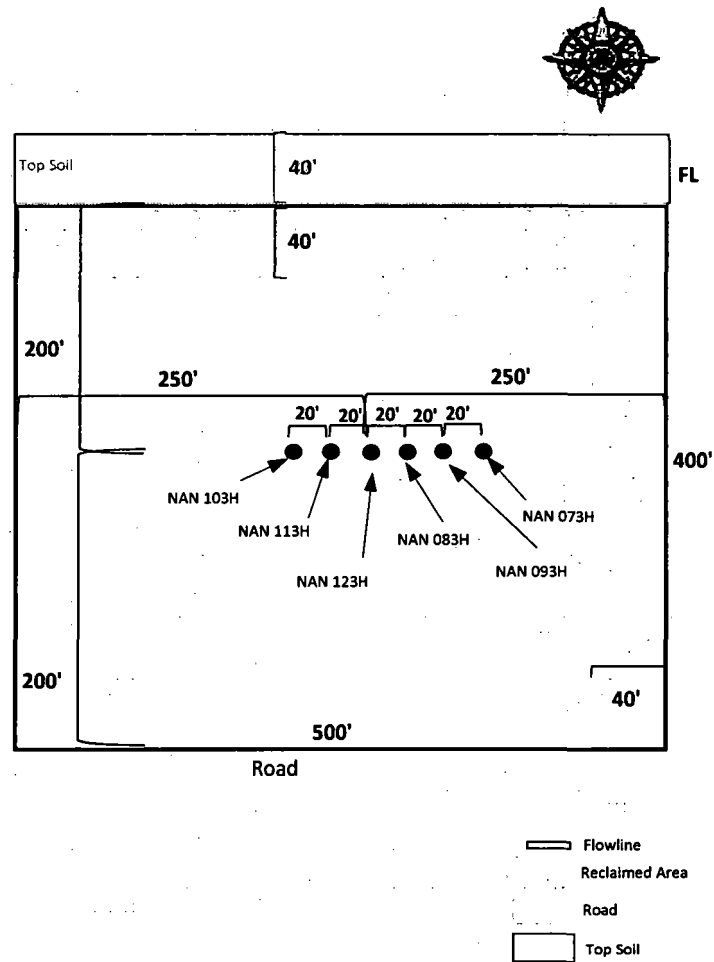 Top Soil
40'
FL
40'
200'
250'
250'
20'
20'
20'
20'
20'
400'
NAN 103H
NAN 113H
NAN 123H
NAN 083H
NAN 093H
NAN 073H
200'
40'
500'
Road
Flowline
Reclaimed Area
Road
Top Soil